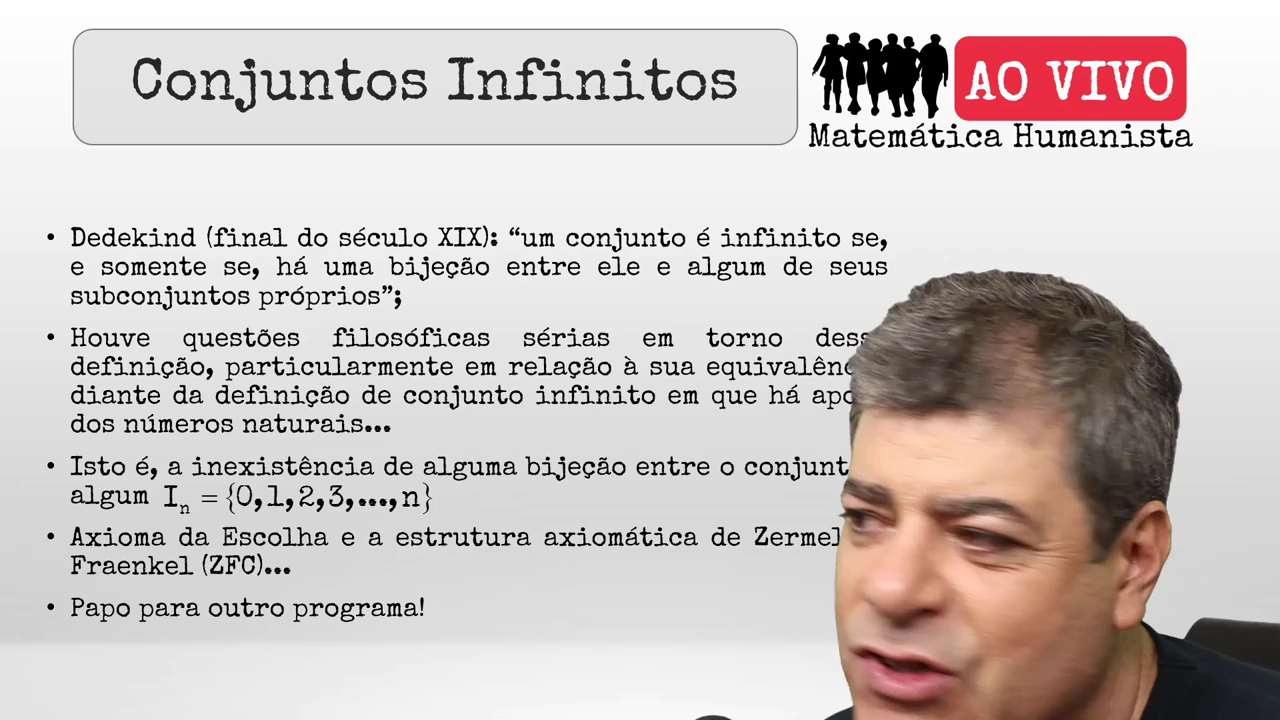 Conjuntos Infinitos
AO VIVO
Matemática Humanista
• Dedekind (final do século XIX): “um conjunto é infinito se,
e somente se, há uma bijeção entre ele e algum de seus
subconjuntos próprios”;
• Houve questões filosóficas sérias em torno
definição, particularmente em relação à sua
diante da definição de conjunto infinito em que há
dos números naturais...
• Isto é, a inexistência de alguma bijeção entre o
algum Iₙ = {0,1,2,3,...,n}
• Axioma da Escolha e a estrutura axiomática de
Fraenkel (ZFC)...
• Papo para outro programa!